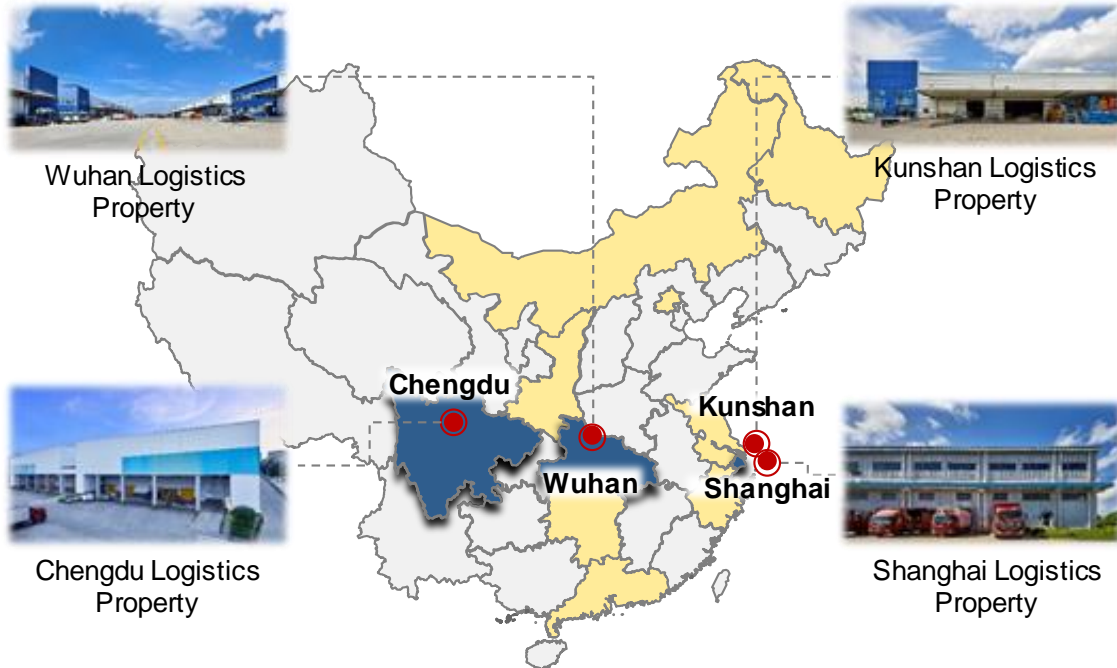 Wuhan Logistics
Property
Kunshan Logistics
Property
Chengdu
Kunshan
Wuhan
Shanghai
Chengdu Logistics
Property
Shanghai Logistics
Property